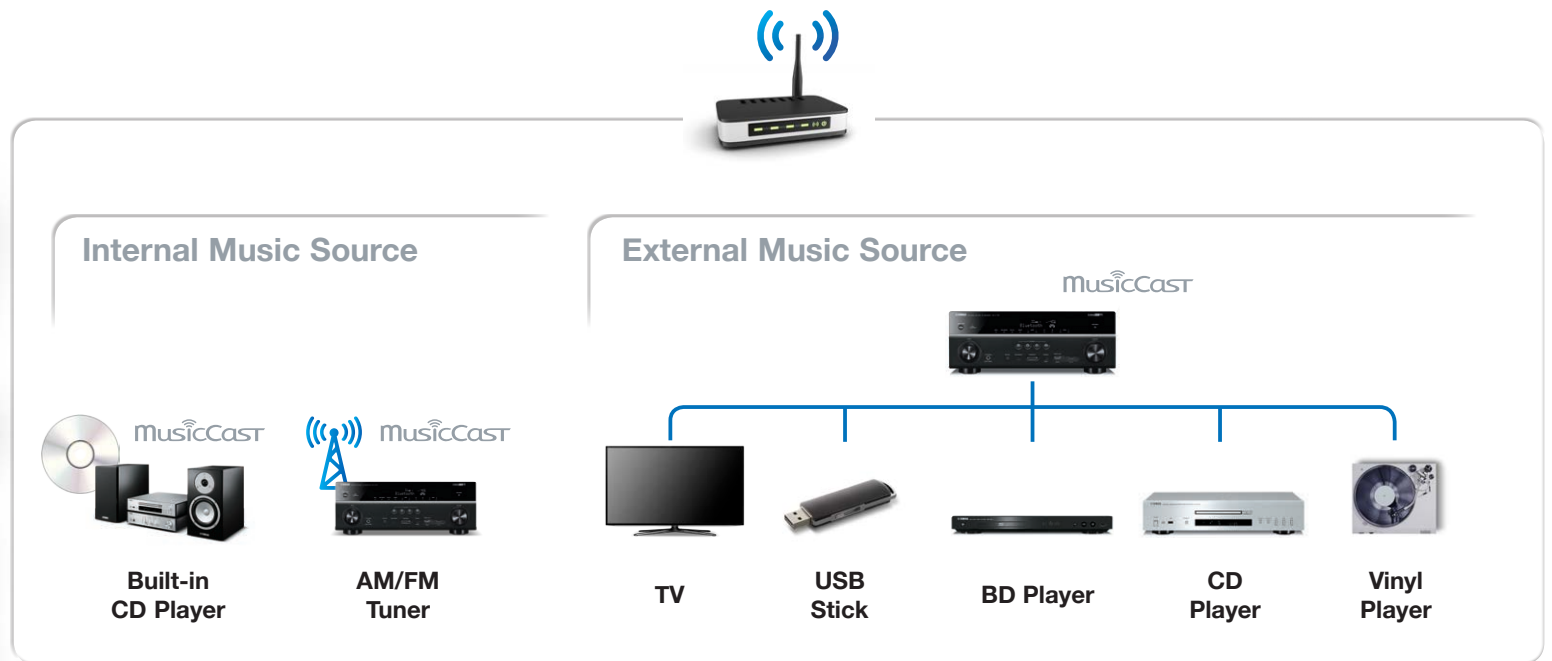 Internal Music Source
External Music Source
MusicCast
MusicCast
MusicCast
Built-in
CD Player
AM/FM
Tuner
TV
USB
Stick
BD Player
CD
Player
Vinyl
Player